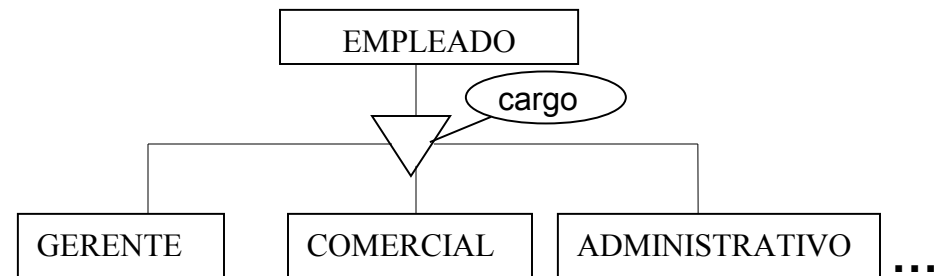 EMPLEADO
cargo
GERENTE
COMERCIAL
ADMINISTRATIVO
...